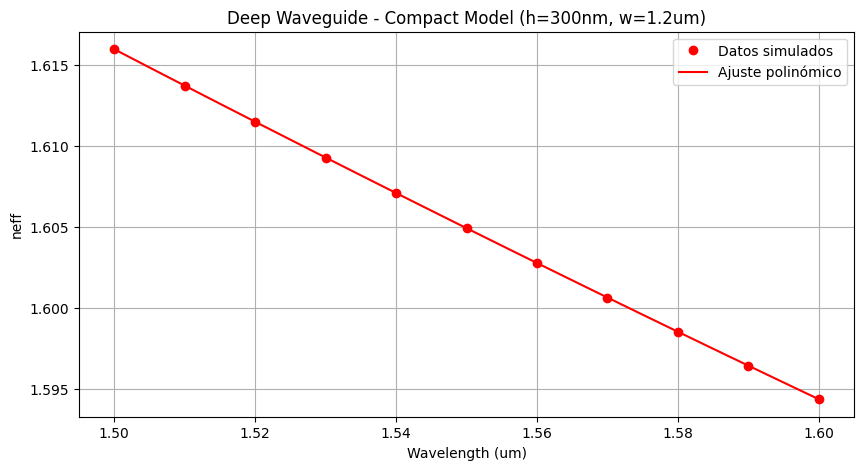 Deep Waveguide - Compact Model (h=300nm, w=1.2um)
Datos simulados
Ajuste polinómico
neff
1.615
1.610
1.605
1.600
1.595
1.50 1.52 1.54 1.56 1.58 1.60
Wavelength (um)